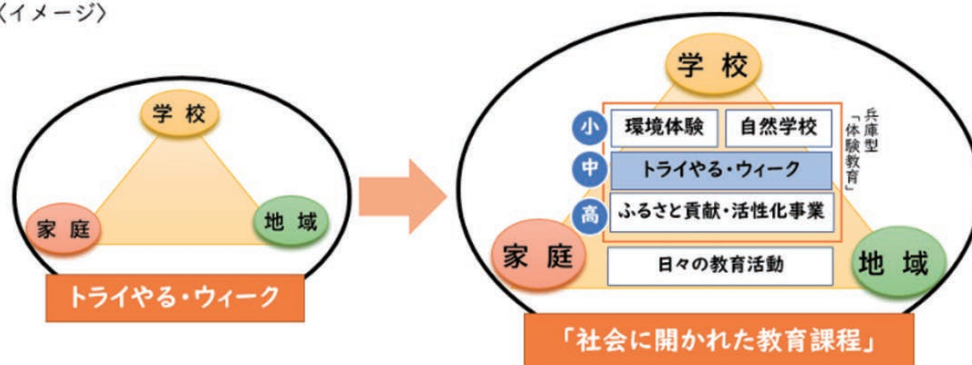 〈イメージ〉
学校
家庭
地域
トライやる・ウィーク
学校
小
環境体験
自然学校
中
トライやる・ウィーク
高
ふるさと貢献・活性化事業
兵庫型
「体験教育」
家庭
日々の教育活動
地域
「社会に開かれた教育課程」